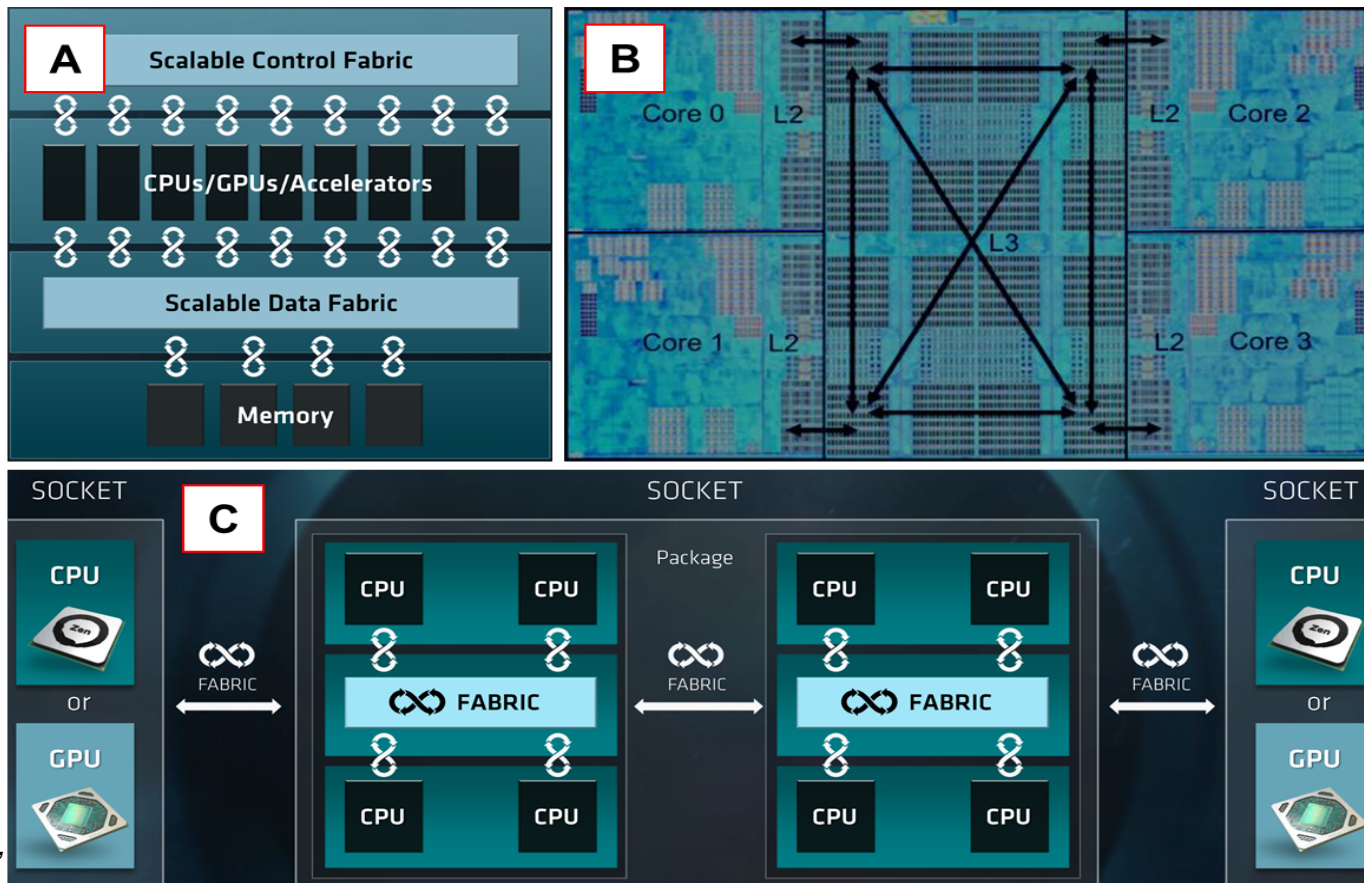 A
Scalable Control Fabric
CPUs/GPUs/Accelerators
Scalable Data Fabric
Memory
B
Core 0
L2
L2
Core 2
L3
Core 1
L2
L2
Core 3
C
SOCKET
SOCKET
SOCKET
CPU
Zen
or
GPU
FABRIC
CPU
CPU
FABRIC
CPU
CPU
Package
FABRIC
CPU
CPU
FABRIC
CPU
CPU
FABRIC
CPU
Zen
or
GPU
,